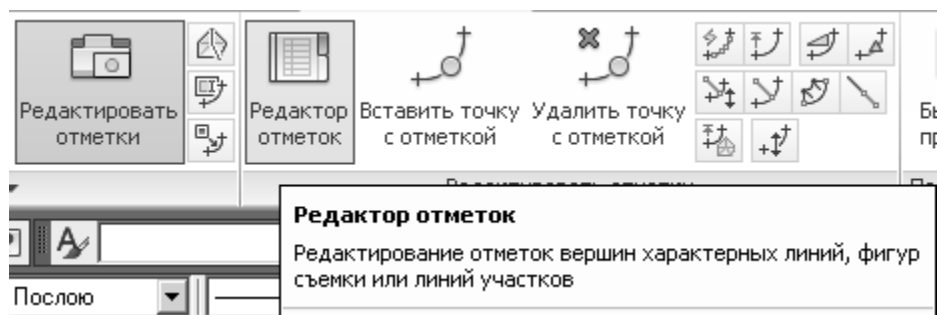 Редактировать
отметки
Редактор
отметок
Вставить точку
с отметкой
Удалить точку
с отметкой
Редактор отметок
Редактирование отметок вершин характерных линий, фигур
съемки или линий участков
Послою